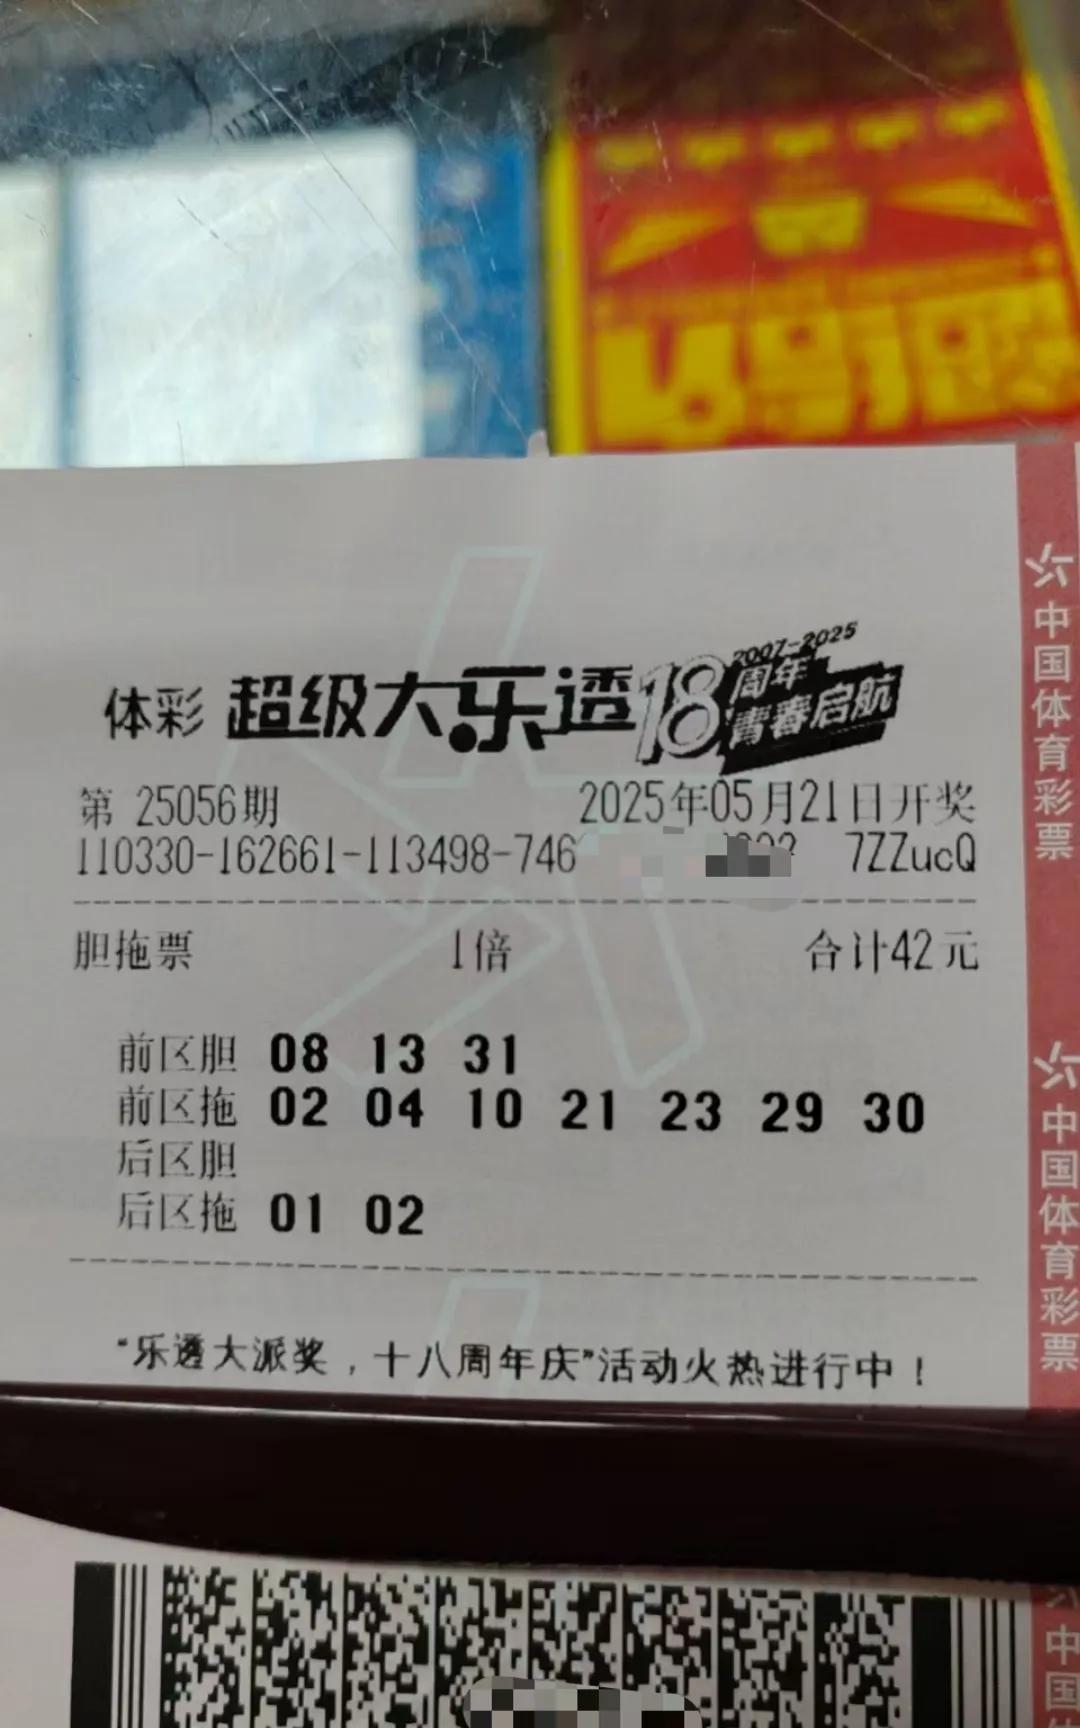 体彩 超级大乐透 18周年 2007-2025 青春启航
第 25056期 2025年05月21日开奖
110330-162661-113498-746 7ZZucQ
胆拖票 1倍 合计42元
前区胆 08 13 31
前区拖 02 04 10 21 23 29 30
后区胆
后区拖 01 02
“乐透大派奖，十八周年庆”活动火热进行中！
中国体育彩票
中国体育彩票
中国体